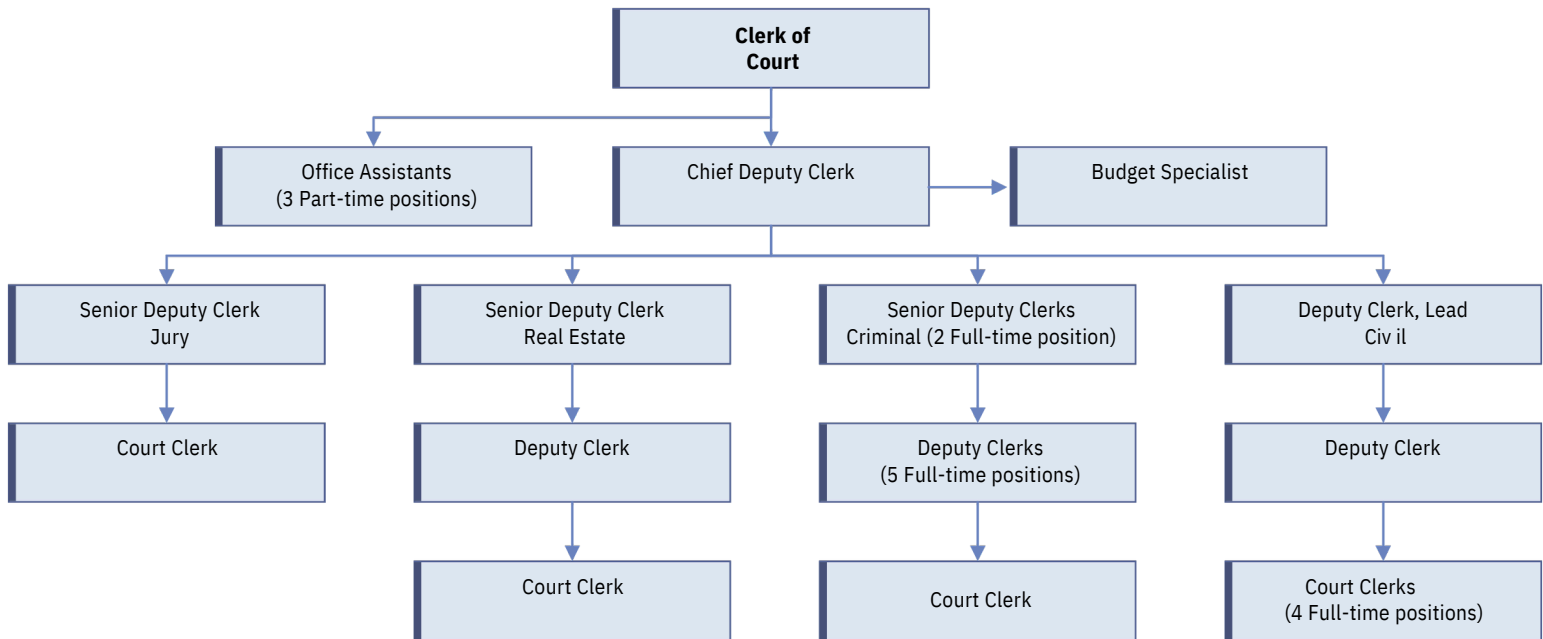 Clerk of
Court
Office Assistants
(3 Part-time positions)
Chief Deputy Clerk
Budget Specialist
Senior Deputy Clerk
Jury
Senior Deputy Clerk
Real Estate
Senior Deputy Clerks
Criminal (2 Full-time position)
Deputy Clerk, Lead
Civ il
Court Clerk
Deputy Clerk
Deputy Clerks
(5 Full-time positions)
Deputy Clerk
Court Clerk
Court Clerk
Court Clerks
(4 Full-time positions)